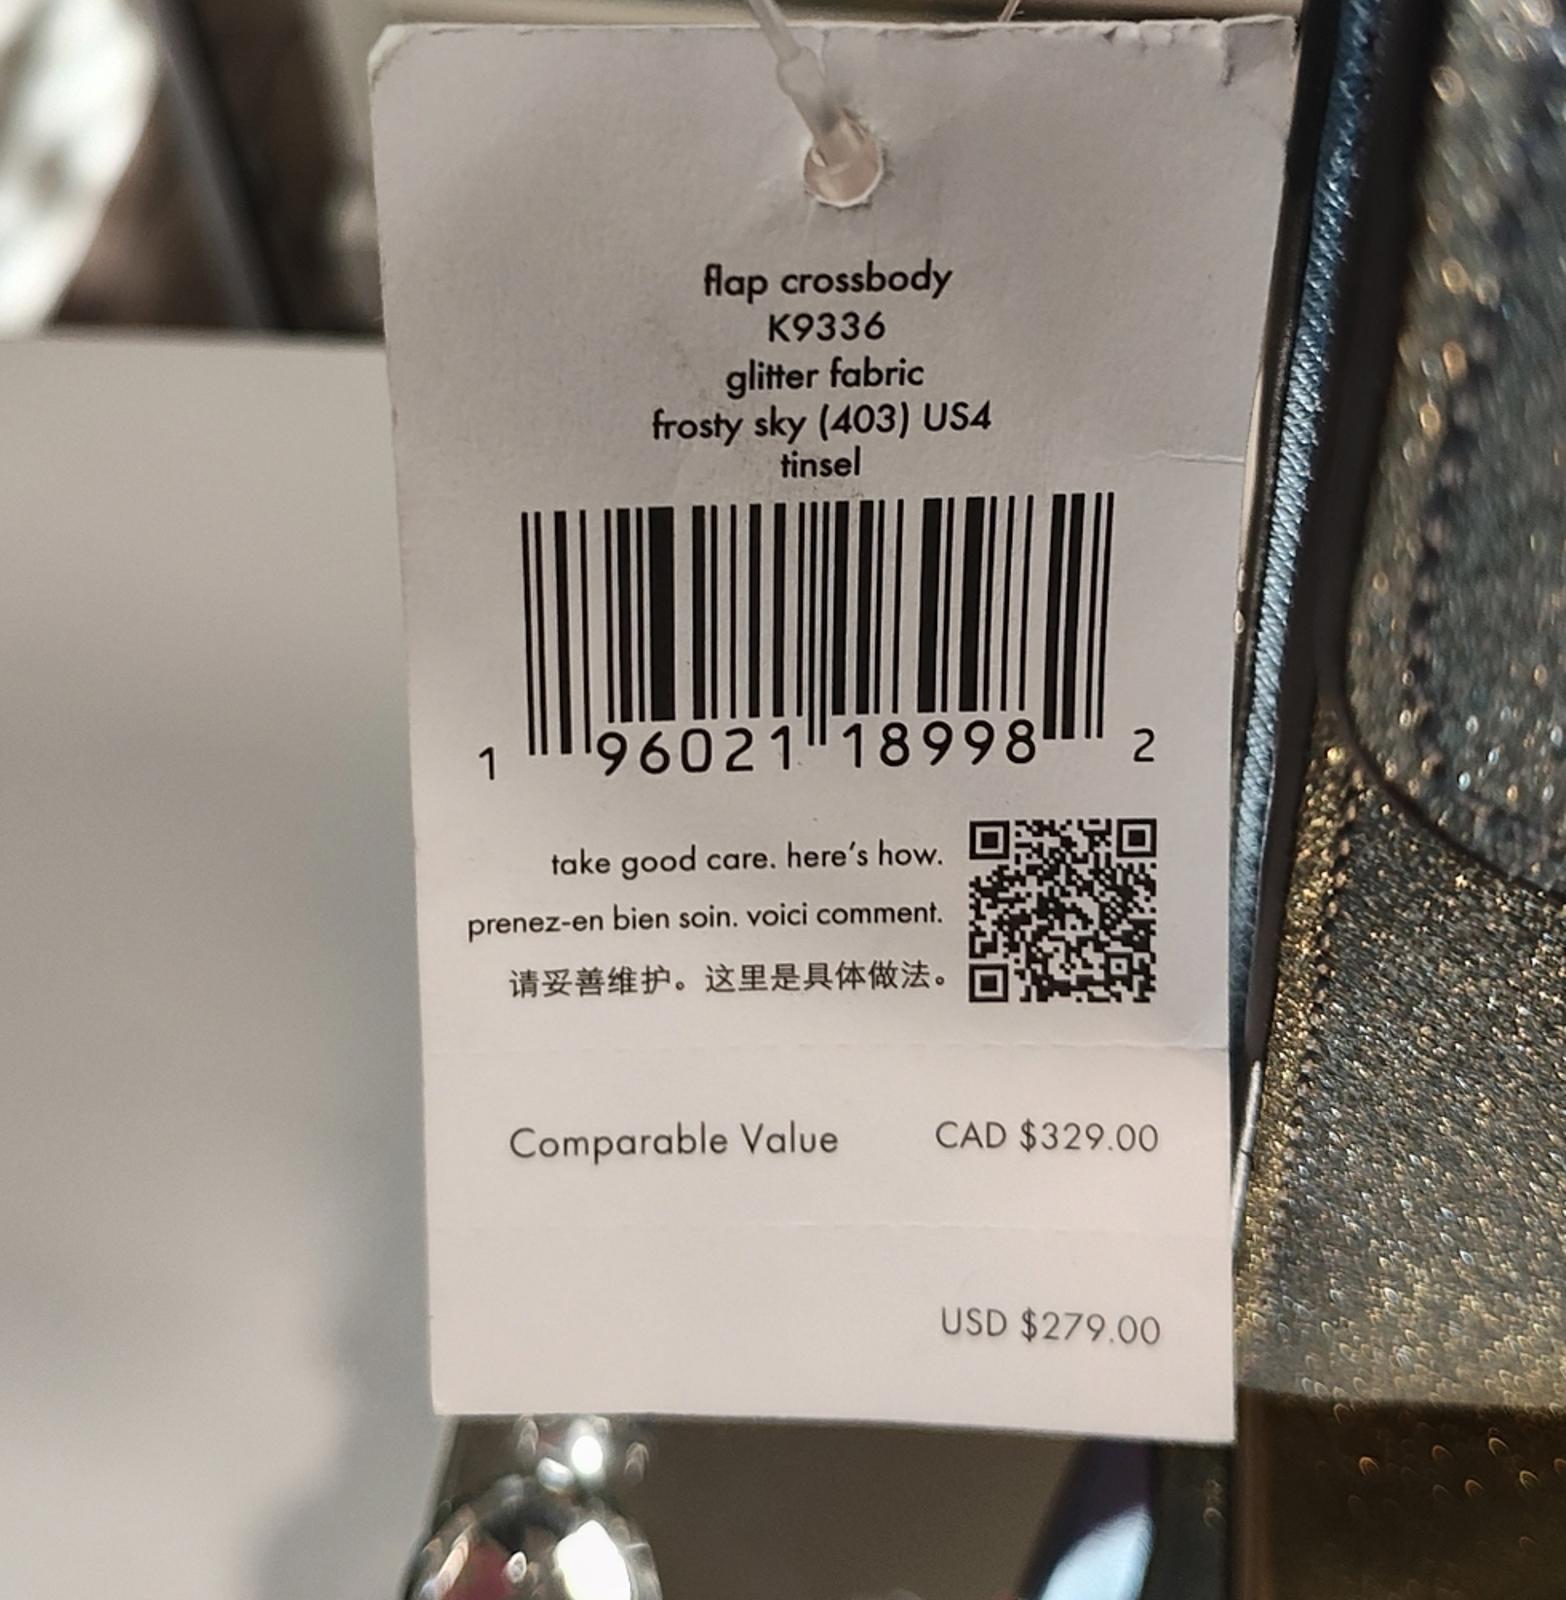 flap crossbody
K9336
glitter fabric
frosty sky (403) US4
tinsel
1 96021 18998 2
take good care. here's how.
prenez-en bien soin. voici comment.
请妥善维护。这里是具体做法。
Comparable Value CAD $329.00
USD $279.00